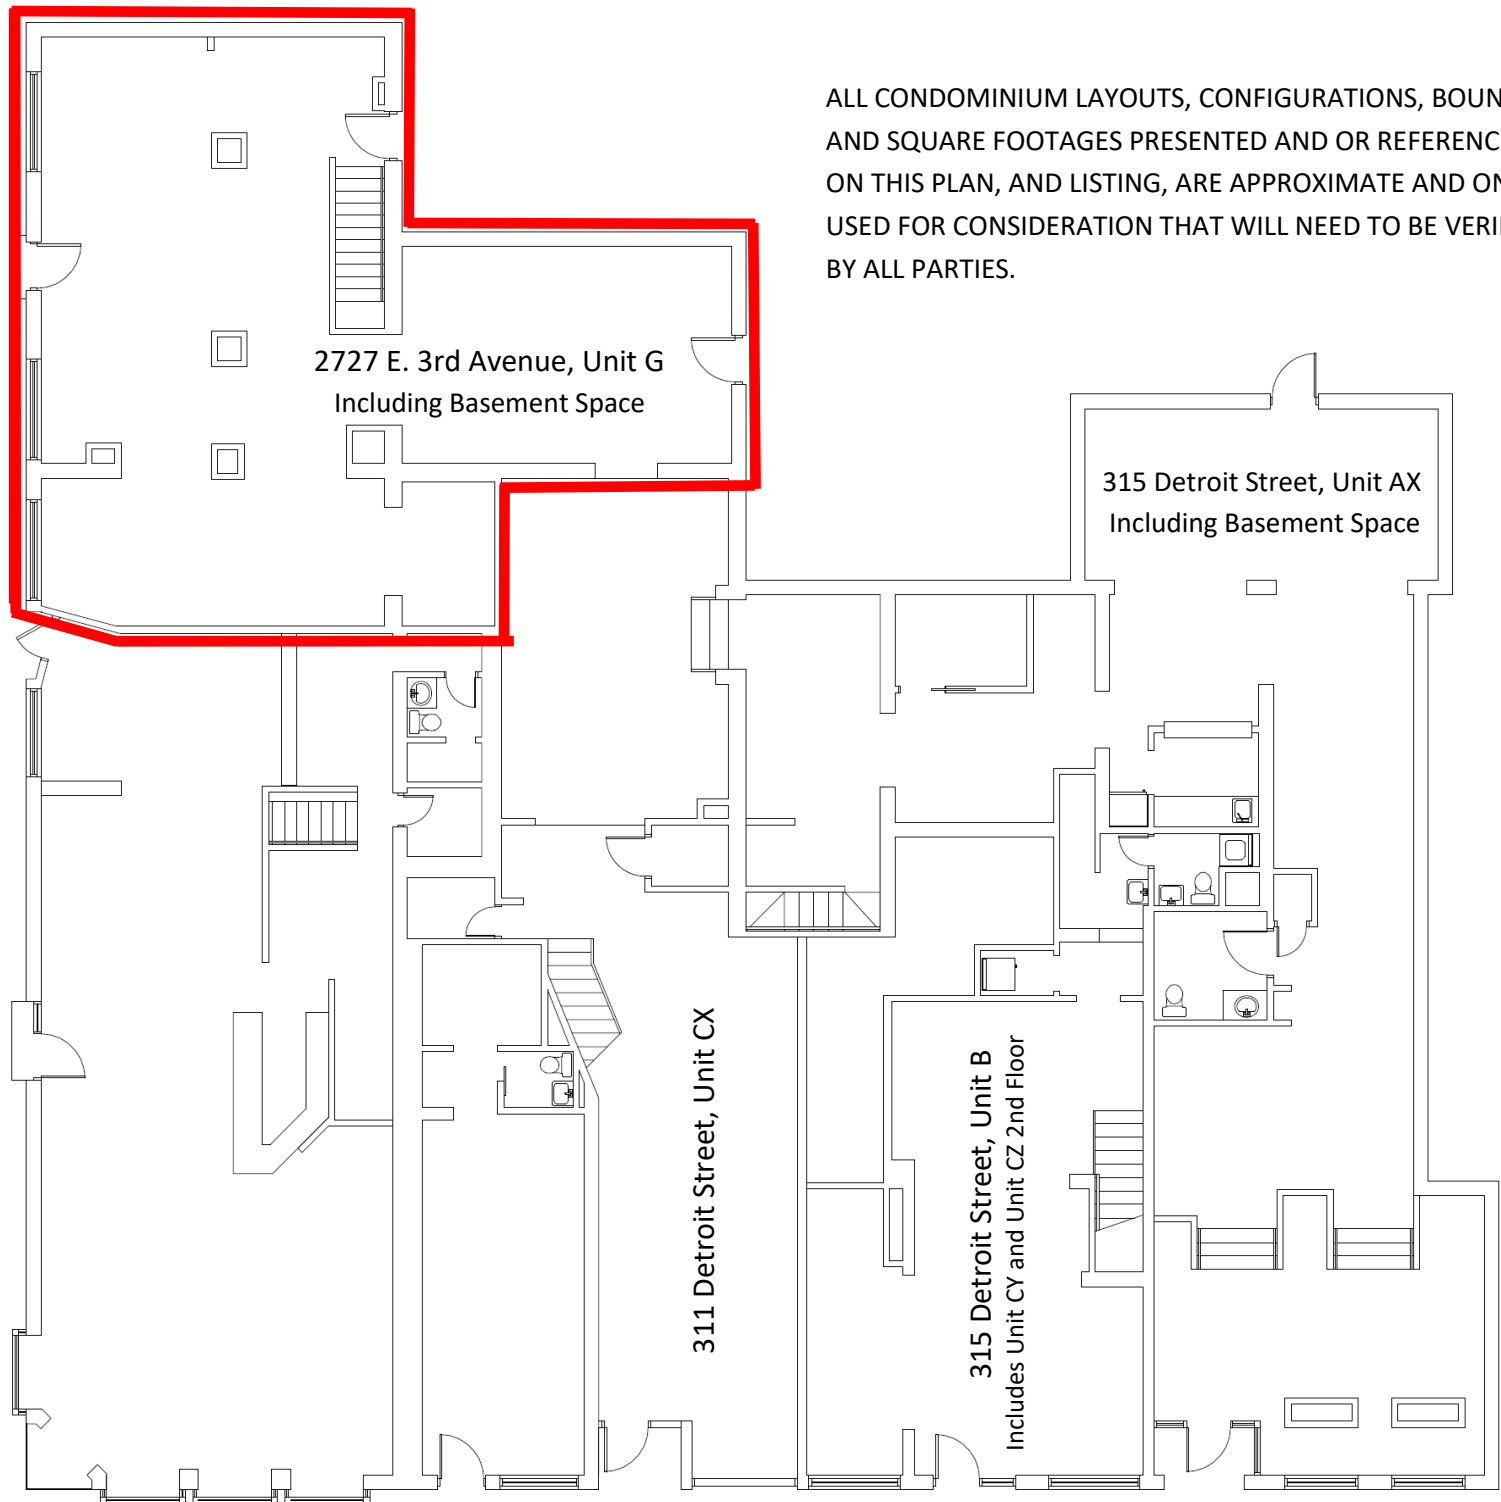 ALL CONDOMINIUM LAYOUTS, CONFIGURATIONS, BOUN
AND SQUARE FOOTAGES PRESENTED AND OR REFERENC
ON THIS PLAN, AND LISTING, ARE APPROXIMATE AND ON
USED FOR CONSIDERATION THAT WILL NEED TO BE VERI
BY ALL PARTIES.
2727 E. 3rd Avenue, Unit G
Including Basement Space
315 Detroit Street, Unit AX
Including Basement Space
311 Detroit Street, Unit CX
315 Detroit Street, Unit B
Includes Unit CY and Unit CZ 2nd Floor